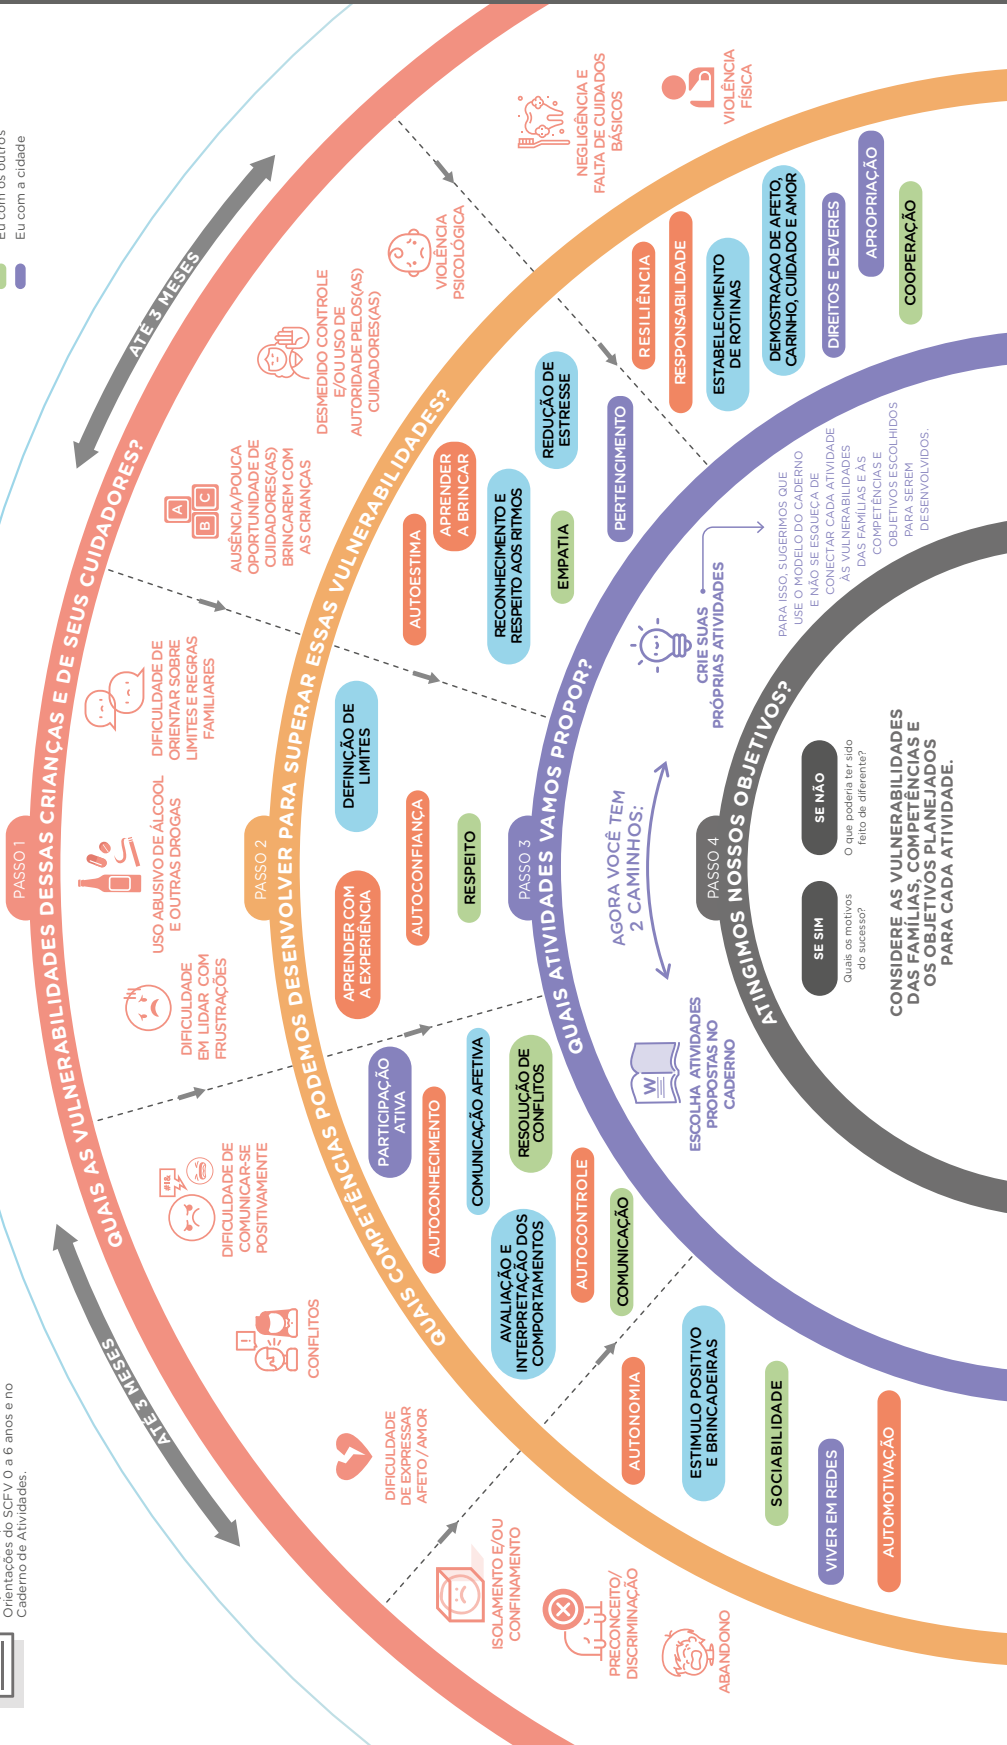 Orientações do SCFV 0 a 6 anos e no
Caderno de Atividades.
Eu com os outros
Eu com a cidade
ATÉ 3 MESES
ATÉ 3 MESES
PASSO 1
QUAIS AS VULNERABILIDADES DESSAS CRIANÇAS E DE SEUS CUIDADORES?
ABANDONO
PRECONCEITO/
DISCRIMINAÇÃO
ISOLAMENTO E/OU
CONFINAMENTO
DIFICULDADE
DE EXPRESSAR
AFETO / AMOR
!
CONFLITOS
#!&
DIFICULDADE DE
COMUNICAR-SE
POSITIVAMENTE
DIFICULDADE
EM LIDAR COM
FRUSTRAÇÕES
USO ABUSIVO DE ÁLCOOL
E OUTRAS DROGAS
DIFICULDADE DE
ORIENTAR SOBRE
LIMITES E REGRAS
FAMILIARES
A
B C
AUSÊNCIA/POUCA
OPORTUNIDADE DE
CUIDADORES(AS)
BRINCAREM COM
AS CRIANÇAS
DESMEDIDO CONTROLE
E/OU USO DE
AUTORIDADE PELOS(AS)
CUIDADORES(AS)
VIOLÊNCIA
PSICOLÓGICA
NEGLIGÊNCIA E
FALTA DE CUIDADOS
BÁSICOS
VIOLÊNCIA
FÍSICA
PASSO 2
QUAIS COMPETÊNCIAS PODEMOS DESENVOLVER PARA SUPERAR ESSAS VULNERABILIDADES?
AUTONOMIA
ESTIMULO POSITIVO
E BRINCADEIRAS
SOCIABILIDADE
VIVER EM REDES
AUTOMOTIVAÇÃO
PARTICIPAÇÃO
ATIVA
AUTOCONHECIMENTO
COMUNICAÇÃO AFETIVA
AVALIAÇÃO E
INTERPRETAÇÃO DOS
COMPORTAMENTOS
RESOLUÇÃO DE
CONFLITOS
AUTOCONTROLE
COMUNICAÇÃO
APRENDER COM
A EXPERIÊNCIA
DEFINIÇÃO DE
LIMITES
AUTOCONFIANÇA
RESPEITO
AUTOESTIMA
APRENDER
A BRINCAR
RECONHECIMENTO E
RESPEITO AOS RITMOS
REDUÇÃO DE
ESTRESSE
EMPATIA
PERTENCIMENTO
RESILIÊNCIA
RESPONSABILIDADE
ESTABELECIMENTO
DE ROTINAS
DEMOSTRAÇAO DE AFETO,
CARINHO, CUIDADO E AMOR
DIREITOS E DEVERES
APROPRIAÇÃO
COOPERAÇÃO
PASSO 3
QUAIS ATIVIDADES VAMOS PROPOR?
AGORA VOCÊ TEM
2 CAMINHOS:
W
ESCOLHA ATIVIDADES
PROPOSTAS NO
CADERNO
CRIE SUAS
PRÓPRIAS ATIVIDADES
PARA ISSO, SUGERIMOS QUE
USE O MODELO DO CADERNO
E NÃO SE ESQUEÇA DE
CONECTAR CADA ATIVIDADE
ÀS VULNERABILIDADES
DAS FAMÍLIAS E ÀS
COMPETÊNCIAS E
OBJETIVOS ESCOLHIDOS
PARA SEREM
DESENVOLVIDOS.
PASSO 4
ATINGIMOS NOSSOS OBJETIVOS?
SE SIM
Quais os motivos
do sucesso?
SE NÃO
O que poderia ter sido
feito de diferente?
CONSIDERE AS VULNERABILIDADES
DAS FAMÍLIAS, COMPETÊNCIAS E
OS OBJETIVOS PLANEJADOS
PARA CADA ATIVIDADE.